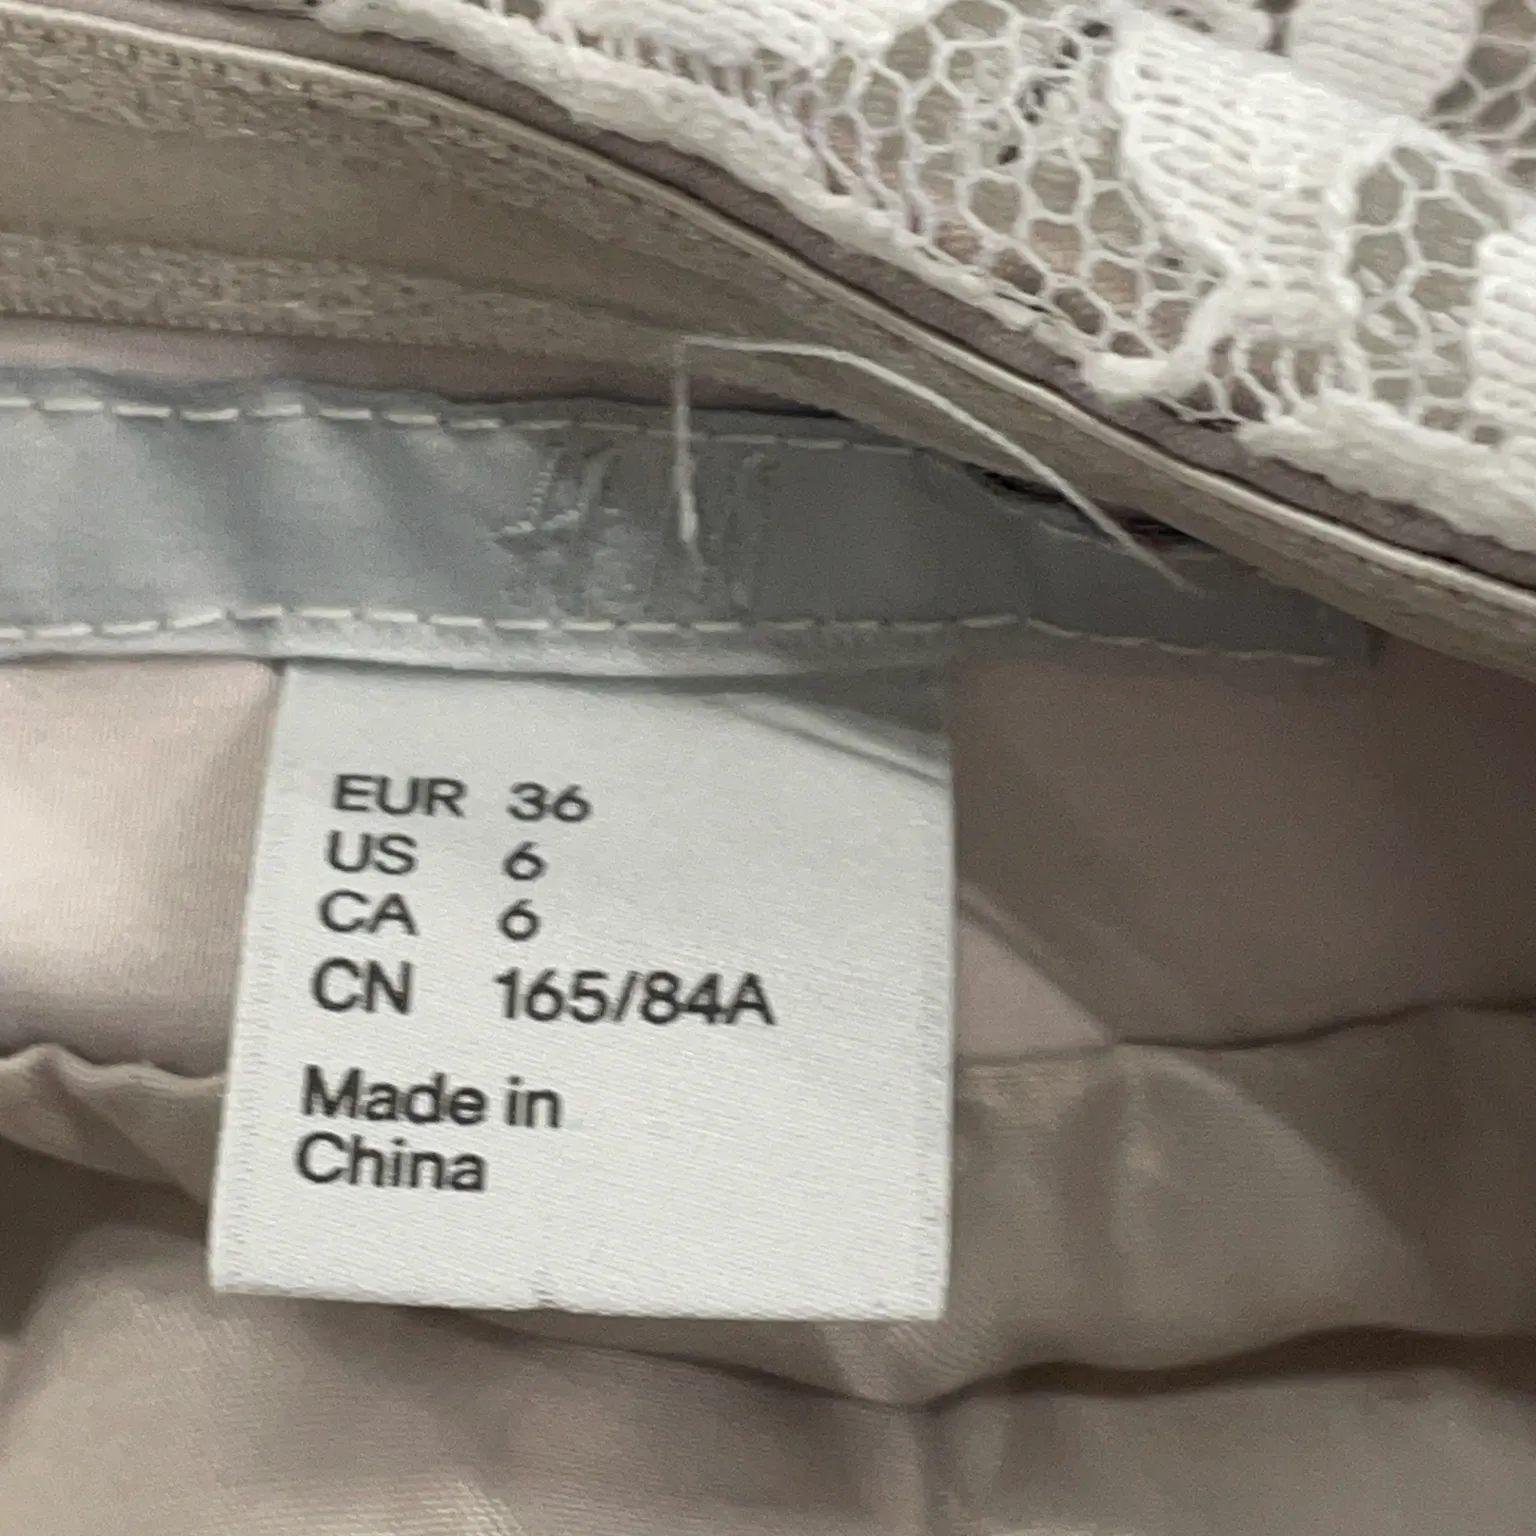 EUR 36
US 6
CA 6
CN 165/84A
Made in
China